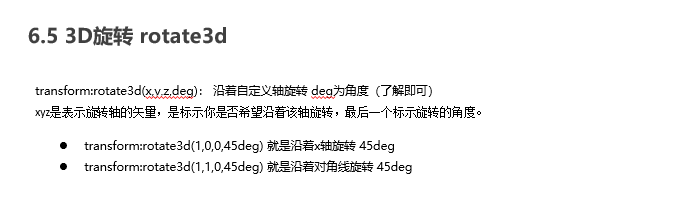 6.5 3D旋转 rotate3d
transform:rotate3d(x,y,z,deg)： 沿着自定义轴旋转 deg为角度（了解即可）
xyz是表示旋转轴的矢量，是标示你是否希望沿着该轴旋转，最后一个标示旋转的角度。
● transform:rotate3d(1,0,0,45deg) 就是沿着x轴旋转 45deg
● transform:rotate3d(1,1,0,45deg) 就是沿着对角线旋转 45deg